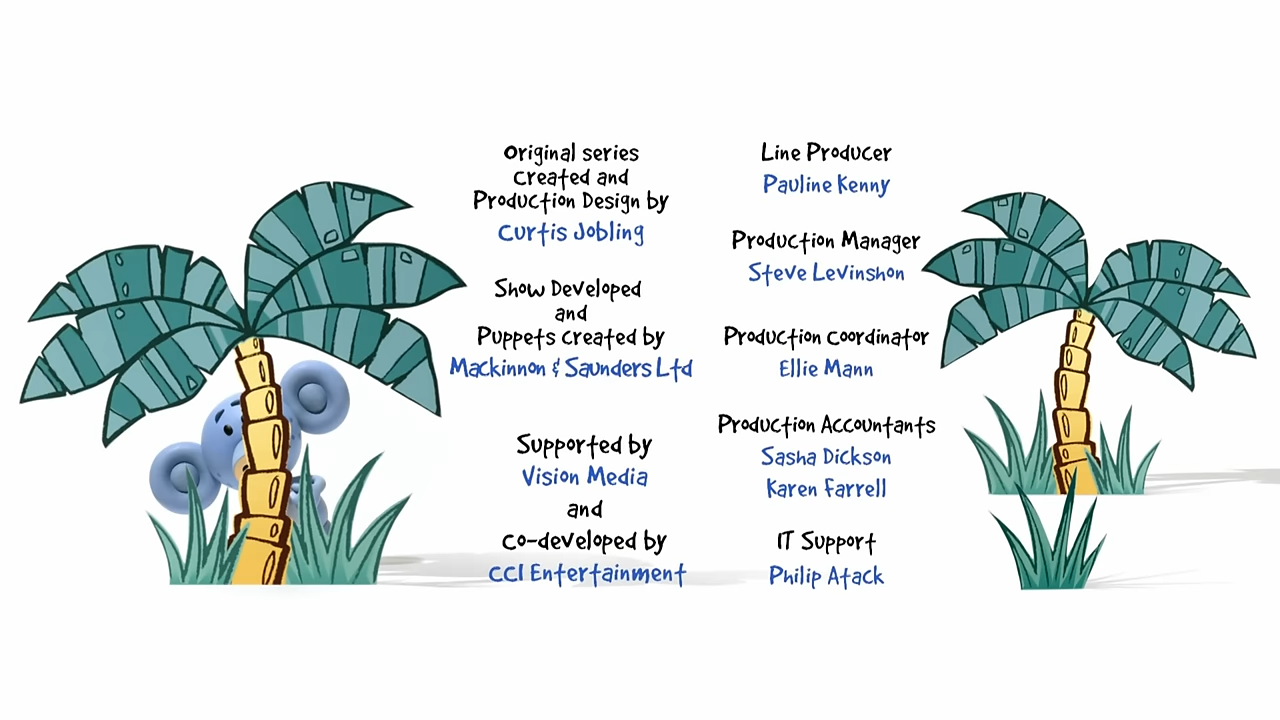 Original series
Created and
Production Design by
Curtis Jobling
Show Developed
and
Puppets created by
Mackinnon & Saunders Ltd
Supported by
Vision Media
and
Co-developed by
CCI Entertainment
Line Producer
Pauline Kenny
Production Manager
Steve Levinshon
Production Coordinator
Ellie Mann
Production Accountants
Sasha Dickson
Karen Farrell
IT Support
Philip Atack